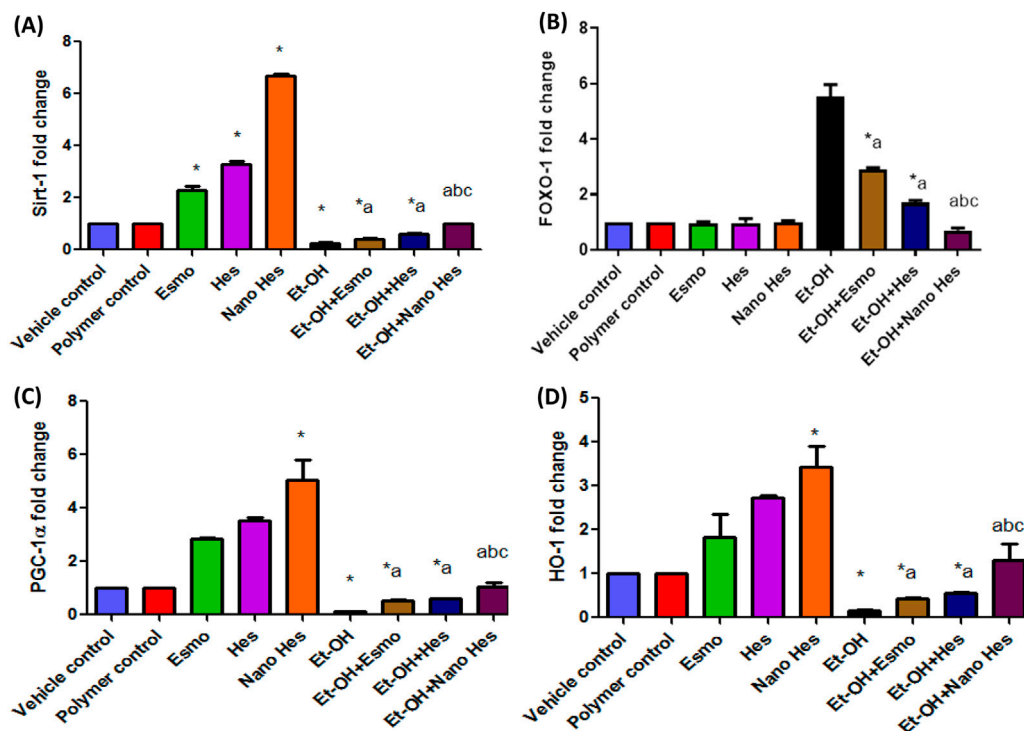 (A)
Sirt-1 fold change
8
6
4
2
0
*
*
*
*
*a
*a
abc
Vehicle control
Polymer control
Esmo
Hes
Nano Hes
Et-OH
Et-OH+Esmo
Et-OH+Hes
Et-OH+Nano Hes
(B)
FOXO-1 fold change
8
6
4
2
0
*a
*a
abc
Vehicle control
Polymer control
Esmo
Hes
Nano Hes
Et-OH
Et-OH+Esmo
Et-OH+Hes
Et-OH+Nano Hes
(C)
PGC-1α fold change
8
6
4
2
0
*
*
*a
*a
abc
Vehicle control
Polymer control
Esmo
Hes
Nano Hes
Et-OH
Et-OH+Esmo
Et-OH+Hes
Et-OH+Nano Hes
(D)
HO-1 fold change
5
4
3
2
1
0
*
*
*a
*a
abc
Vehicle control
Polymer control
Esmo
Hes
Nano Hes
Et-OH
Et-OH+Esmo
Et-OH+Hes
Et-OH+Nano Hes